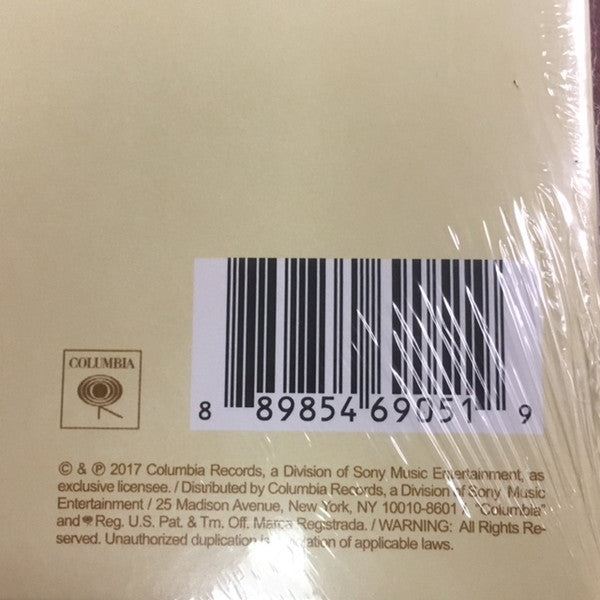 COLUMBIA
8 89854 69051 9
© & ℗ 2017 Columbia Records, a Division of Sony Music Entertainment, as
exclusive licensee. / Distributed by Columbia Records, a Division of Sony Music
Entertainment / 25 Madison Avenue, New York, NY 10010-8601 "Columbia"
and Reg. U.S. Pat. & Tm. Off. Marca Registrada. / WARNING: All Rights Re-
served. Unauthorized duplication of applicable laws.